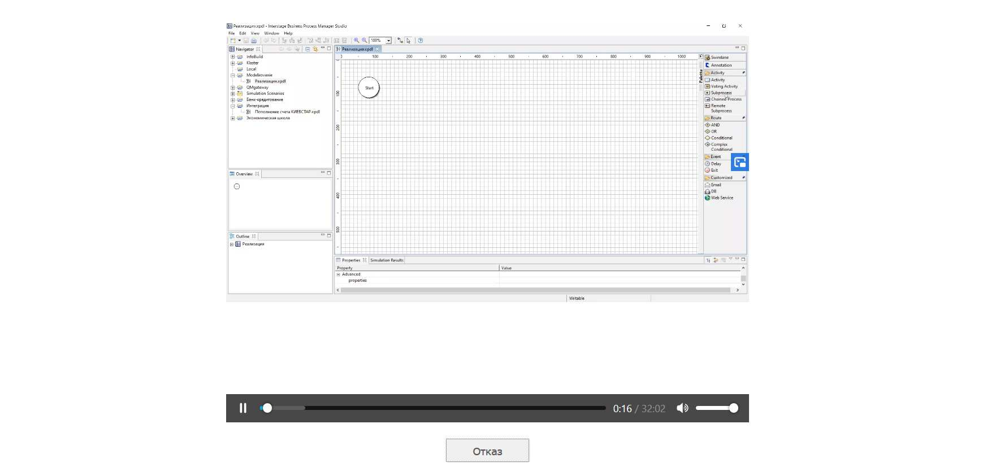 Реализация.xpdl - Interstage Business Process Manager Studio
File Edit View Window Help
100%
Navigator
InfoBuild
Klaster
Local
Modelirovanie
Реализация.xpdl
QMgateway
Simulation Scenarios
Банк-кредитование
Интеграция
Пополнение счета КИЕВСТАР.xpdl
Экономическая школа
Overview
Outline
Реализация
Реализация.xpdl
0 100 200 300 400 500 600 700 800 900 1000
0
100
200
300
400
500
Start
Palette
Swimlane
Annotation
Activity
Activity
Voting Activity
Subprocess
Chained-Process
Remote
Subprocess
Route
AND
OR
Conditional
Complex
Conditional
Event
Delay
Exit
Customized
Email
DB
Web Service
Properties Simulation Results
Property Value
Advanced
properties
Writable
0:16 / 32:02
Отказ